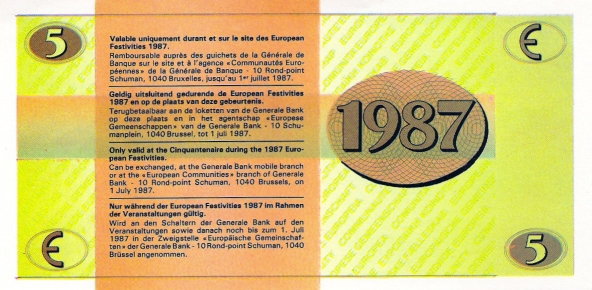 5
Valable uniquement durant et sur le site des European
Festivities 1987.
Remboursable auprès des guichets de la Générale de
Banque sur le site et à l'agence «Communautés Euro-
péennes» de la Générale de Banque - 10 Rond-point
Schuman, 1040 Bruxelles, jusqu'au 1er juillet 1987.
Geldig uitsluitend gedurende de European Festivities
1987 en op de plaats van deze gebeurtenis.
Terugbetaalbaar aan de loketten van de Generale Bank
op deze plaats en in het agentschap «Europese
Gemeenschappen» van de Generale Bank - 10 Schu-
manplein, 1040 Brussel, tot 1 juli 1987.
Only valid at the Cinquantenaire during the 1987 Euro-
pean Festivities.
Can be exchanged, at the Generale Bank mobile branch
or at the «European Communities» branch of Generale
Bank - 10 Rond-point Schuman, 1040 Brussels, on
1 July 1987.
Nur während der European Festivities 1987 im Rahmen
der Veranstaltungen gültig.
Wird an den Schaltern der Generale Bank auf den
Veranstaltungen sowie danach noch bis zum 1. Juli
1987 in der Zweigstelle «Europäische Gemeinschaf-
ten» der Generale Bank - 10 Rond-point Schuman, 1040
Brüssel angenommen.
€
1987
€
5